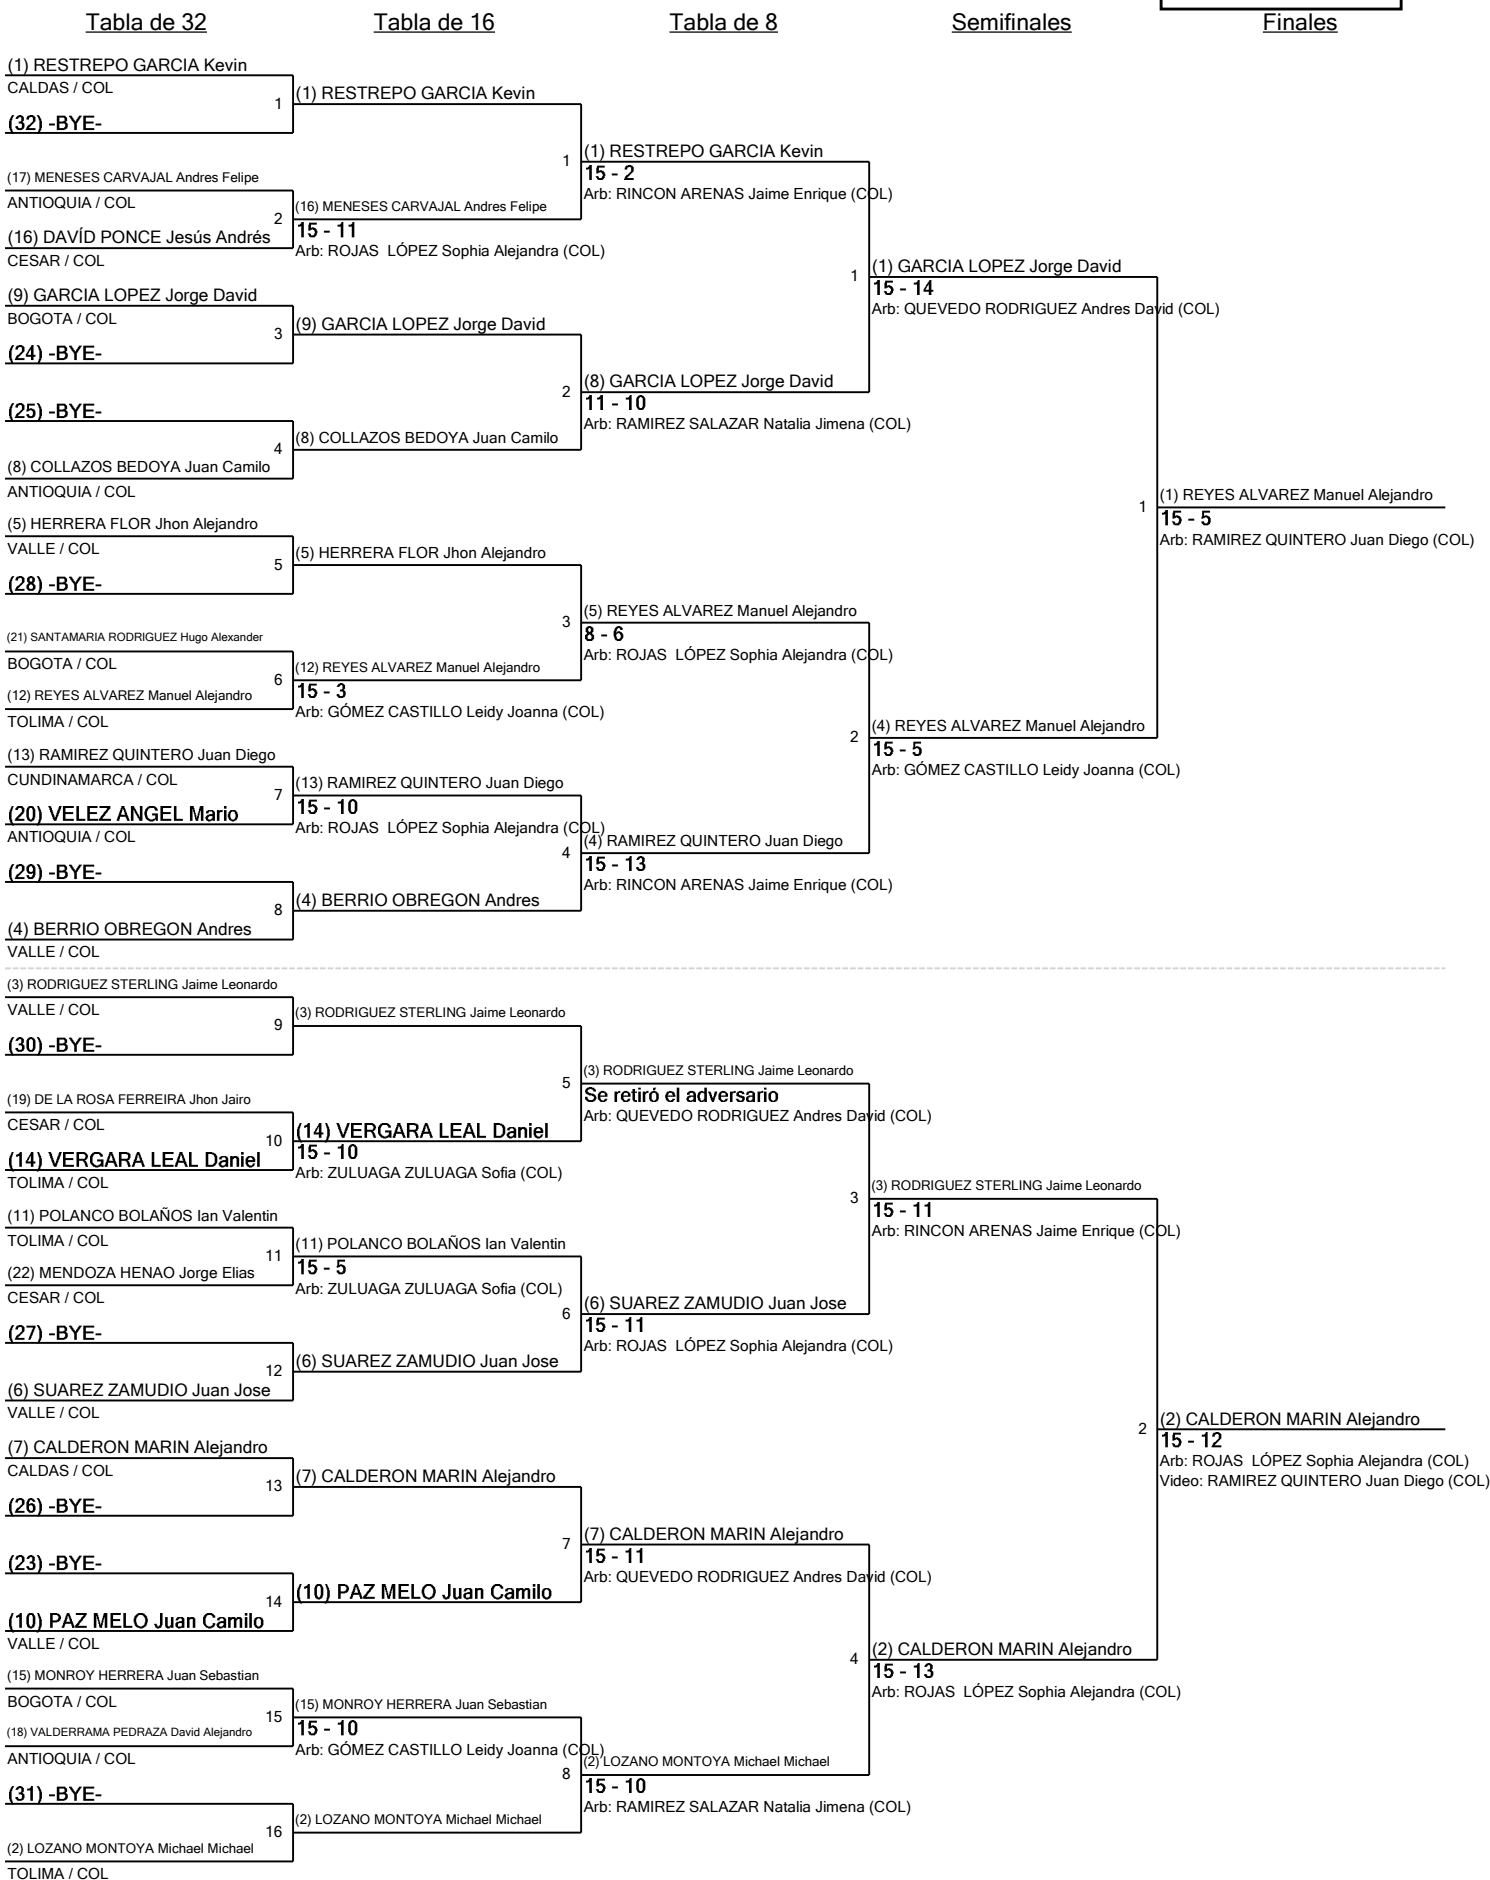 Tabla de 32
Tabla de 16
Tabla de 8
Semifinales
Finales
(1) RESTREPO GARCIA Kevin
CALDAS / COL
1
(32) -BYE-
(17) MENESES CARVAJAL Andres Felipe
ANTIOQUIA / COL
2
(16) DAVÍD PONCE Jesús Andrés
CESAR / COL
(9) GARCIA LOPEZ Jorge David
BOGOTA / COL
3
(24) -BYE-
(25) -BYE-
4
(8) COLLAZOS BEDOYA Juan Camilo
ANTIOQUIA / COL
(5) HERRERA FLOR Jhon Alejandro
VALLE / COL
5
(28) -BYE-
(21) SANTAMARIA RODRIGUEZ Hugo Alexander
BOGOTA / COL
6
(12) REYES ALVAREZ Manuel Alejandro
TOLIMA / COL
(13) RAMIREZ QUINTERO Juan Diego
CUNDINAMARCA / COL
7
(20) VELEZ ANGEL Mario
ANTIOQUIA / COL
(29) -BYE-
8
(4) BERRIO OBREGON Andres
VALLE / COL
(3) RODRIGUEZ STERLING Jaime Leonardo
VALLE / COL
9
(30) -BYE-
(19) DE LA ROSA FERREIRA Jhon Jairo
CESAR / COL
10
(14) VERGARA LEAL Daniel
TOLIMA / COL
(11) POLANCO BOLAÑOS Ian Valentin
TOLIMA / COL
11
(22) MENDOZA HENAO Jorge Elias
CESAR / COL
(27) -BYE-
12
(6) SUAREZ ZAMUDIO Juan Jose
VALLE / COL
(7) CALDERON MARIN Alejandro
CALDAS / COL
13
(26) -BYE-
(23) -BYE-
14
(10) PAZ MELO Juan Camilo
VALLE / COL
(15) MONROY HERRERA Juan Sebastian
BOGOTA / COL
15
(18) VALDERRAMA PEDRAZA David Alejandro
ANTIOQUIA / COL
(31) -BYE-
16
(2) LOZANO MONTOYA Michael Michael
TOLIMA / COL
(1) RESTREPO GARCIA Kevin
1
(16) MENESES CARVAJAL Andres Felipe
15 - 11
Arb: ROJAS  LÓPEZ Sophia Alejandra (COL)
(9) GARCIA LOPEZ Jorge David
2
(8) COLLAZOS BEDOYA Juan Camilo
(5) HERRERA FLOR Jhon Alejandro
3
(12) REYES ALVAREZ Manuel Alejandro
15 - 3
Arb: GÓMEZ CASTILLO Leidy Joanna (COL)
(13) RAMIREZ QUINTERO Juan Diego
15 - 10
Arb: ROJAS  LÓPEZ Sophia Alejandra (COL)
4
(4) BERRIO OBREGON Andres
(3) RODRIGUEZ STERLING Jaime Leonardo
5
(14) VERGARA LEAL Daniel
15 - 10
Arb: ZULUAGA ZULUAGA Sofia (COL)
(11) POLANCO BOLAÑOS Ian Valentin
15 - 5
Arb: ZULUAGA ZULUAGA Sofia (COL)
6
(6) SUAREZ ZAMUDIO Juan Jose
(7) CALDERON MARIN Alejandro
7
(10) PAZ MELO Juan Camilo
(15) MONROY HERRERA Juan Sebastian
15 - 10
Arb: GÓMEZ CASTILLO Leidy Joanna (COL)
8
(2) LOZANO MONTOYA Michael Michael
(1) RESTREPO GARCIA Kevin
15 - 2
Arb: RINCON ARENAS Jaime Enrique (COL)
1
(8) GARCIA LOPEZ Jorge David
11 - 10
Arb: RAMIREZ SALAZAR Natalia Jimena (COL)
(5) REYES ALVAREZ Manuel Alejandro
8 - 6
Arb: ROJAS  LÓPEZ Sophia Alejandra (COL)
2
(4) RAMIREZ QUINTERO Juan Diego
15 - 13
Arb: RINCON ARENAS Jaime Enrique (COL)
(3) RODRIGUEZ STERLING Jaime Leonardo
Se retiró el adversario
Arb: QUEVEDO RODRIGUEZ Andres David (COL)
3
(6) SUAREZ ZAMUDIO Juan Jose
15 - 11
Arb: ROJAS  LÓPEZ Sophia Alejandra (COL)
(7) CALDERON MARIN Alejandro
15 - 11
Arb: QUEVEDO RODRIGUEZ Andres David (COL)
4
(2) LOZANO MONTOYA Michael Michael
15 - 10
Arb: RAMIREZ SALAZAR Natalia Jimena (COL)
(1) GARCIA LOPEZ Jorge David
15 - 14
Arb: QUEVEDO RODRIGUEZ Andres David (COL)
1
(4) REYES ALVAREZ Manuel Alejandro
15 - 5
Arb: GÓMEZ CASTILLO Leidy Joanna (COL)
(3) RODRIGUEZ STERLING Jaime Leonardo
15 - 11
Arb: RINCON ARENAS Jaime Enrique (COL)
2
(2) CALDERON MARIN Alejandro
15 - 13
Arb: ROJAS  LÓPEZ Sophia Alejandra (COL)
(1) REYES ALVAREZ Manuel Alejandro
15 - 5
Arb: RAMIREZ QUINTERO Juan Diego (COL)
(2) CALDERON MARIN Alejandro
15 - 12
Arb: ROJAS  LÓPEZ Sophia Alejandra (COL)
Video: RAMIREZ QUINTERO Juan Diego (COL)